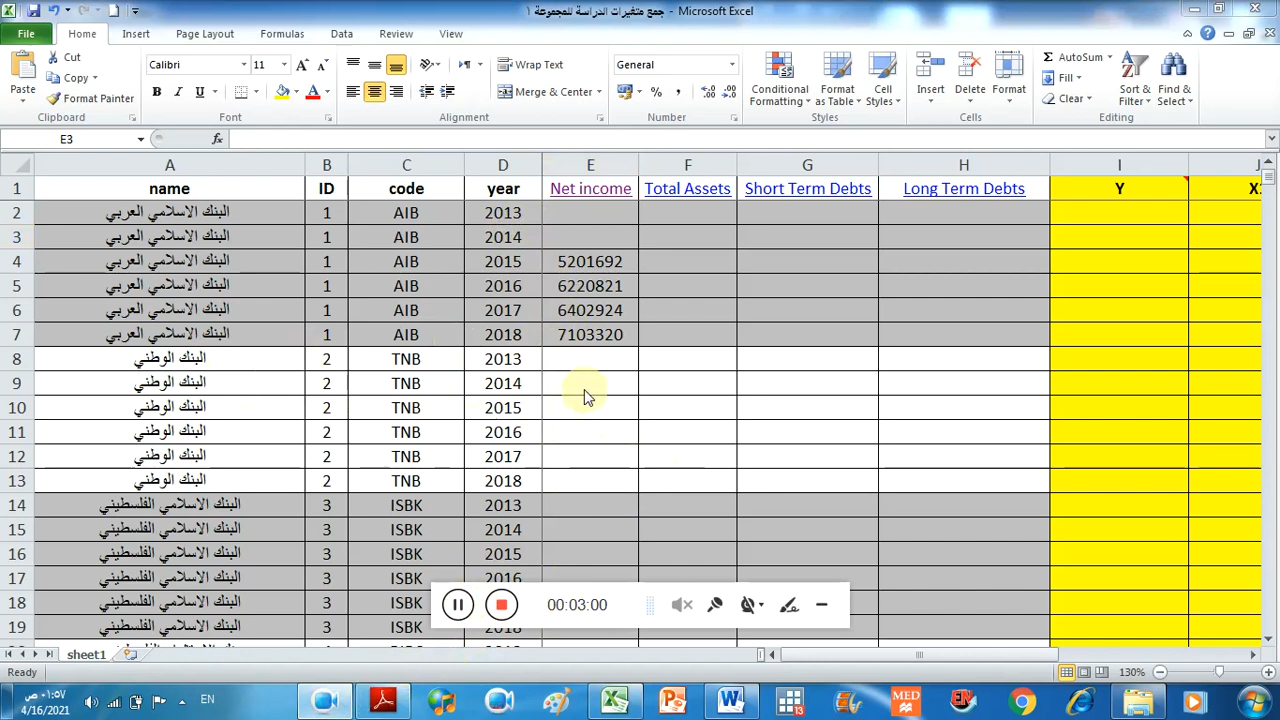 جمع متغيرات الدراسة للمجموعة ١ - Microsoft Excel
File Home Insert Page Layout Formulas Data Review View
Paste Cut Copy Format Painter Clipboard
Calibri 11 B I U A A A Font
Wrap Text Merge & Center Alignment
General % , Number
Conditional Formatting Format as Table Cell Styles Styles
Insert Delete Format Cells
Σ AutoSum Fill Clear Sort & Filter Find & Select Editing
E3 fx
A B C D E F G H I J
1 name ID code year Net income Total Assets Short Term Debts Long Term Debts Y
2 البنك الاسلامي العربي 1 AIB 2013
3 البنك الاسلامي العربي 1 AIB 2014
4 البنك الاسلامي العربي 1 AIB 2015 5201692
5 البنك الاسلامي العربي 1 AIB 2016 6220821
6 البنك الاسلامي العربي 1 AIB 2017 6402924
7 البنك الاسلامي العربي 1 AIB 2018 7103320
8 البنك الوطني 2 TNB 2013
9 البنك الوطني 2 TNB 2014
10 البنك الوطني 2 TNB 2015
11 البنك الوطني 2 TNB 2016
12 البنك الوطني 2 TNB 2017
13 البنك الوطني 2 TNB 2018
14 البنك الاسلامي الفلسطيني 3 ISBK 2013
15 البنك الاسلامي الفلسطيني 3 ISBK 2014
16 البنك الاسلامي الفلسطيني 3 ISBK 2015
17 البنك الاسلامي الفلسطيني 3 ISBK 2016
18 البنك الاسلامي الفلسطيني 3 ISBK
19 البنك الاسلامي الفلسطيني 3 ISBK
00:03:00
sheet1
Ready 130%
٠١:٥٧ ص
4/16/2021
EN
13
MED
EN